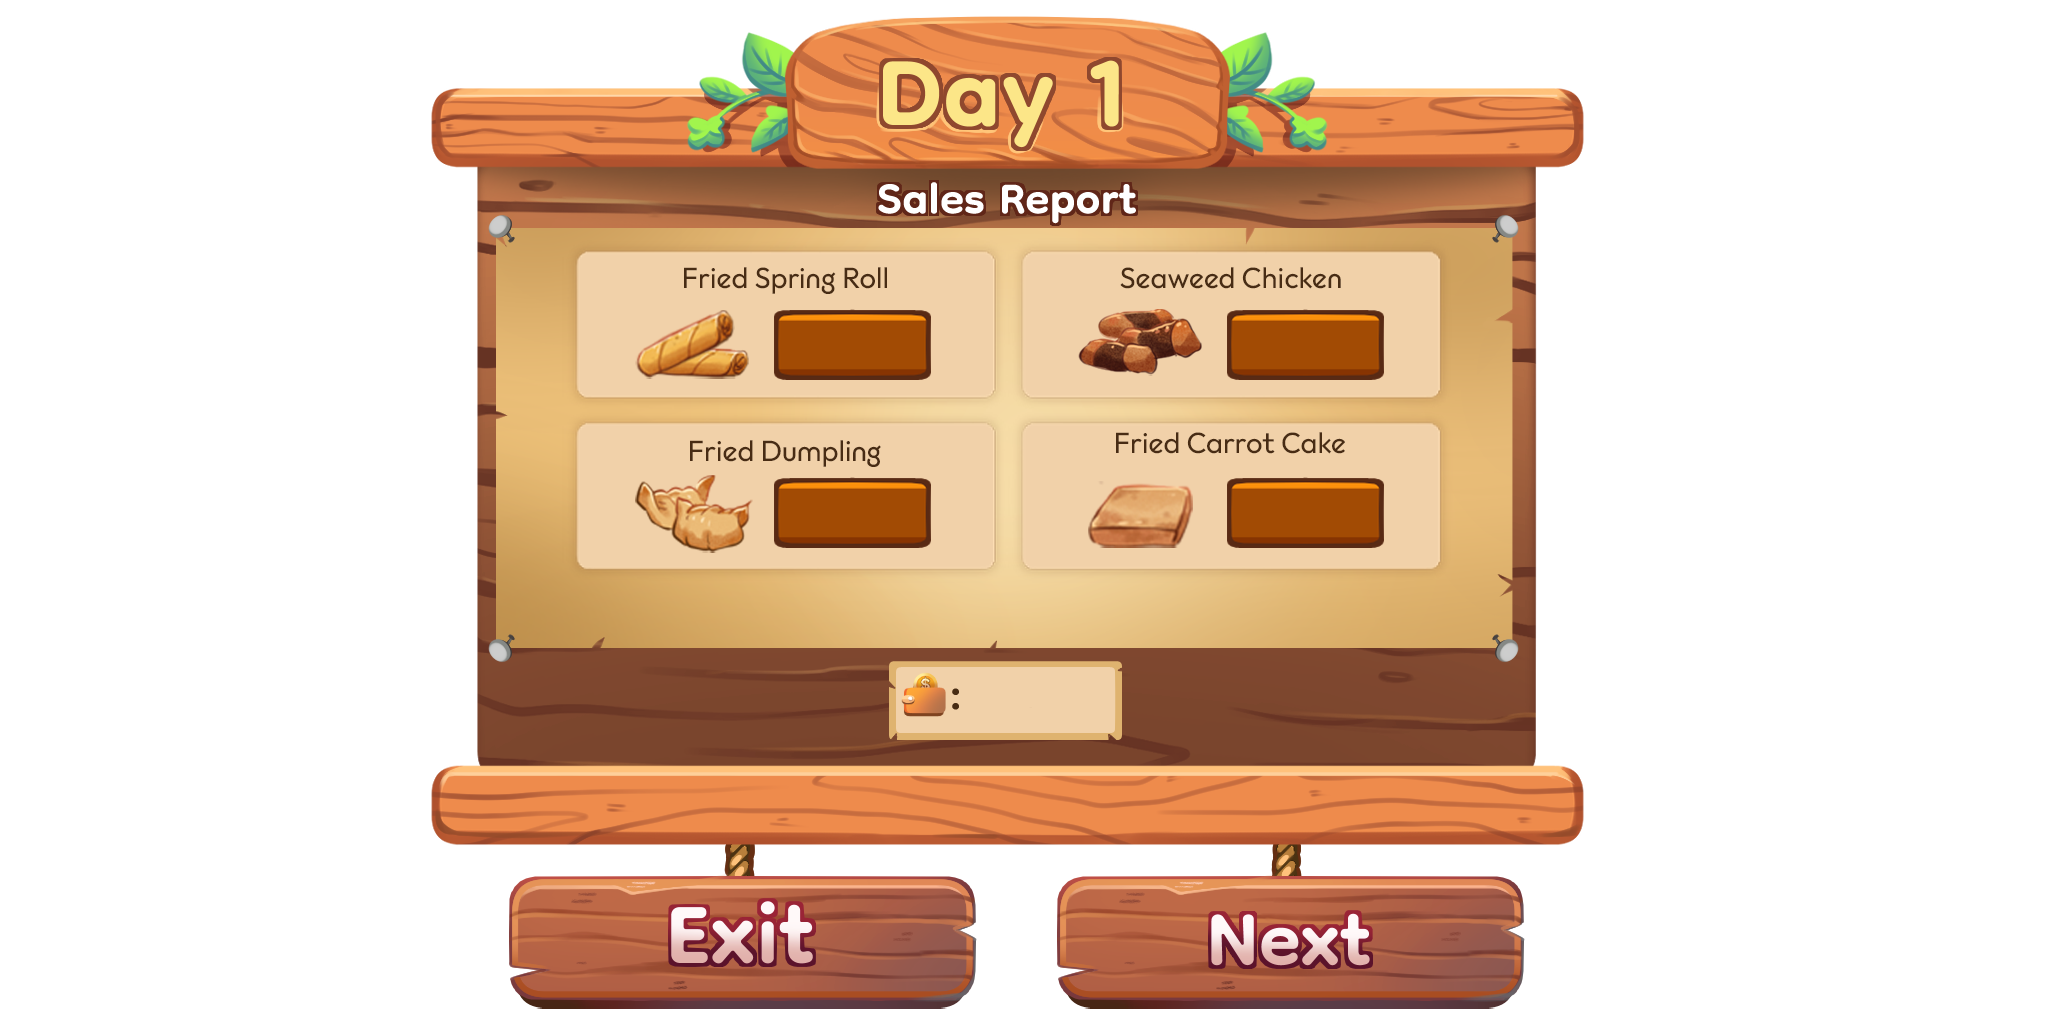 Day 1
Sales Report
Fried Spring Roll
Seaweed Chicken
Fried Dumpling
Fried Carrot Cake
$
:
Exit
Next